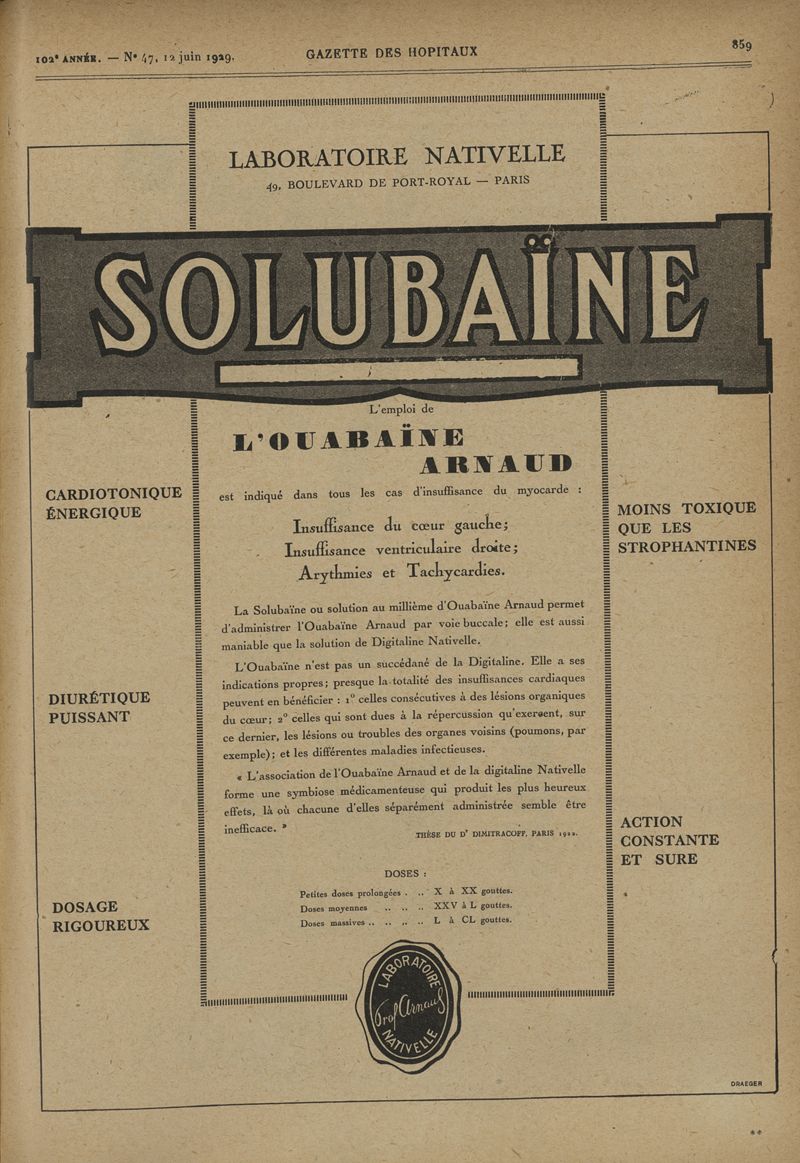 102ᵉ ANNÉE. — Nº 47, 12 juin 1929.
GAZETTE DES HOPITAUX
859
LABORATOIRE NATIVELLE
49, BOULEVARD DE PORT-ROYAL — PARIS
SOLUBAÏNE
L'emploi de
L'OUABAÏNE
ARNAUD
est indiqué dans tous les cas d'insuffisance du myocarde :
Insuffisance du cœur gauche;
Insuffisance ventriculaire droite;
Arythmies et Tachycardies.
La Solubaïne ou solution au millième d'Ouabaïne Arnaud permet
d'administrer l'Ouabaïne Arnaud par voie buccale; elle est aussi
maniable que la solution de Digitaline Nativelle.
L'Ouabaïne n'est pas un succédané de la Digitaline. Elle a ses
indications propres; presque la totalité des insuffisances cardiaques
peuvent en bénéficier : 1º celles consécutives à des lésions organiques
du cœur; 2º celles qui sont dues à la répercussion qu'exercent, sur
ce dernier, les lésions ou troubles des organes voisins (poumons, par
exemple); et les différentes maladies infectieuses.
« L'association de l'Ouabaïne Arnaud et de la digitaline Nativelle
forme une symbiose médicamenteuse qui produit les plus heureux
effets, là où chacune d'elles séparément administrée semble être
inefficace. »
THÈSE DU Dʳ DIMITRACOFF, PARIS 1922.
DOSES :
Petites doses prolongées . .. X à XX gouttes.
Doses moyennes .. .. .. XXV à L gouttes.
Doses massives .. .. .. .. L à CL gouttes.
CARDIOTONIQUE
ÉNERGIQUE
DIURÉTIQUE
PUISSANT
DOSAGE
RIGOUREUX
MOINS TOXIQUE
QUE LES
STROPHANTINES
ACTION
CONSTANTE
ET SURE
LABORATOIRE
Prof Arnaud
NATIVELLE
DRAEGER
**